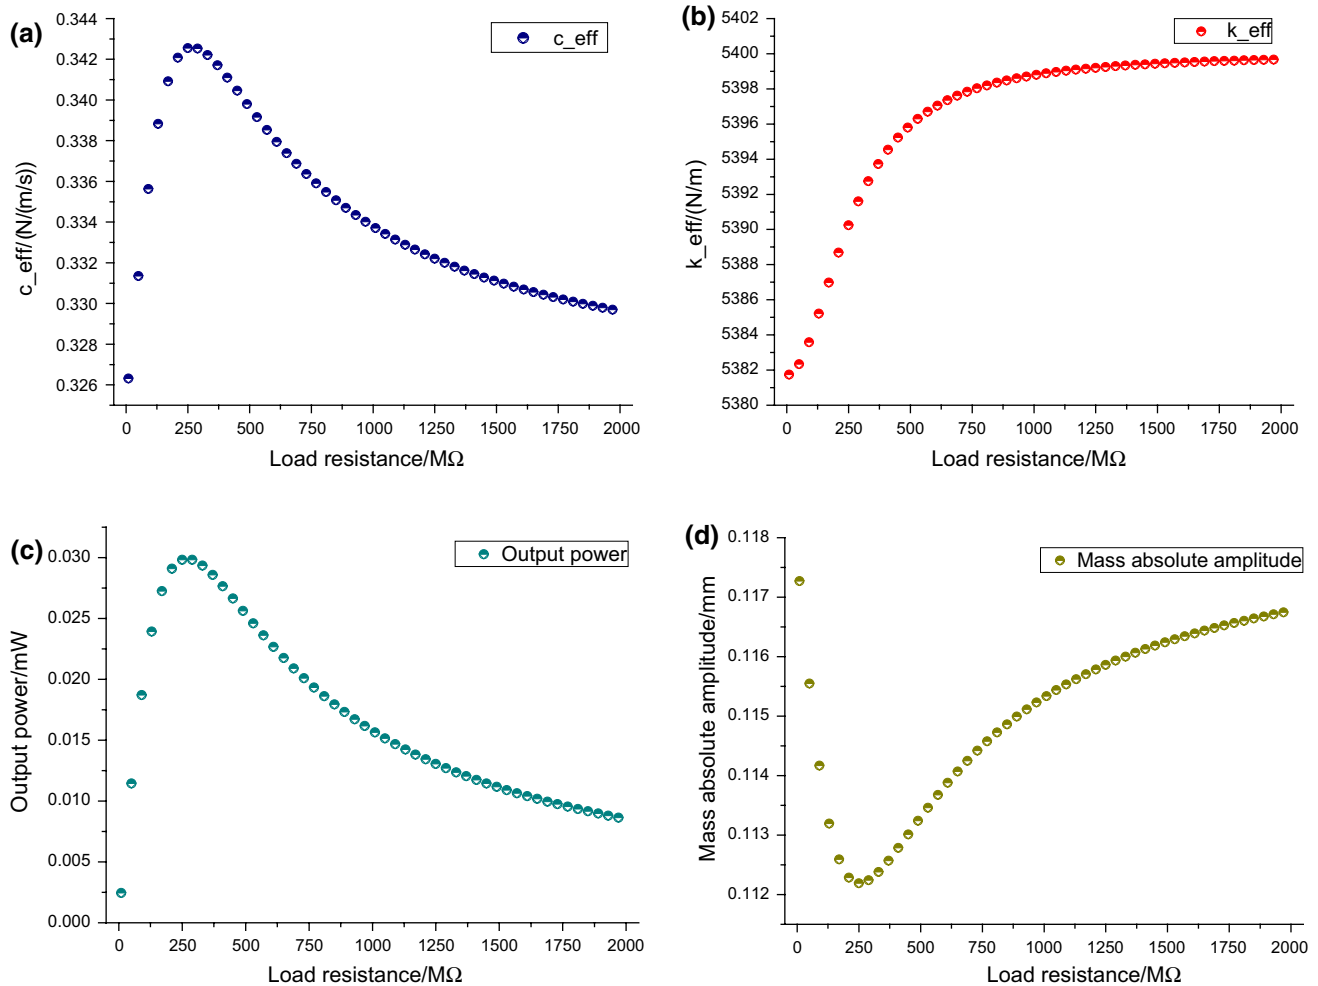 (a)
c_eff
0.344
0.342
0.340
0.338
0.336
0.334
0.332
0.330
0.328
0.326
c_eff/(N/(m/s))
0 250 500 750 1000 1250 1500 1750 2000
Load resistance/MΩ
(b)
k_eff
5402
5400
5398
5396
5394
5392
5390
5388
5386
5384
5382
5380
k_eff/(N/m)
0 250 500 750 1000 1250 1500 1750 2000
Load resistance/MΩ
(c)
Output power
0.030
0.025
0.020
0.015
0.010
0.005
0.000
Output power/mW
0 250 500 750 1000 1250 1500 1750 2000
Load resistance/MΩ
(d)
Mass absolute amplitude
0.118
0.117
0.116
0.115
0.114
0.113
0.112
Mass absolute amplitude/mm
0 250 500 750 1000 1250 1500 1750 2000
Load resistance/MΩ